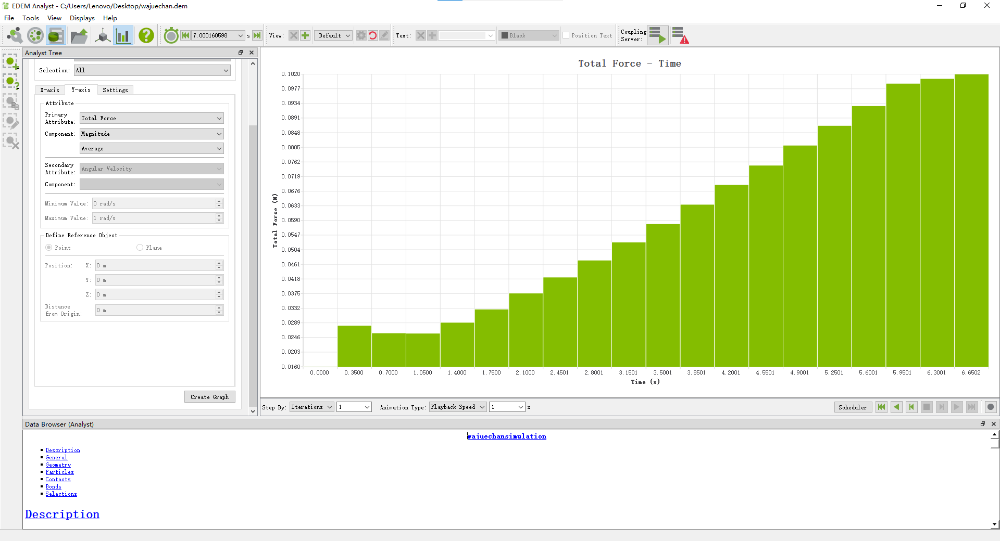 EDEM Analyst - C:/Users/Lenovo/Desktop/wajuechan.dem
File Tools View Displays Help
7.000160598 s View: Default Text: Black Position Text Coupling Server:
Analyst Tree
Selection: All
X-axis Y-axis Settings
Attribute
Primary Attribute: Total Force
Component: Magnitude
Average
Secondary Attribute: Angular Velocity
Component:
Minimum Value: 0 rad/s
Maximum Value: 1 rad/s
Define Reference Object
Point Plane
Position: X: 0 m
Y: 0 m
Z: 0 m
Distance from Origin: 0 m
Create Graph
Total Force - Time
0.1020
0.0977
0.0934
0.0891
0.0848
0.0805
0.0762
0.0719
0.0676
0.0633
0.0590
0.0547
0.0504
0.0461
0.0418
0.0375
0.0332
0.0289
0.0246
0.0203
0.0160
Total Force (N)
0.0000 0.3500 0.7000 1.0500 1.4000 1.7500 2.1000 2.4501 2.8001 3.1501 3.5001 3.8501 4.2001 4.5501 4.9001 5.2501 5.6001 5.9501 6.3001 6.6502
Time (s)
Step By: Iterations 1 Animation Type: Playback Speed 1 x Scheduler
Data Browser (Analyst)
wajuechansimulation
Description
General
Geometry
Particles
Contacts
Bonds
Selections
Description